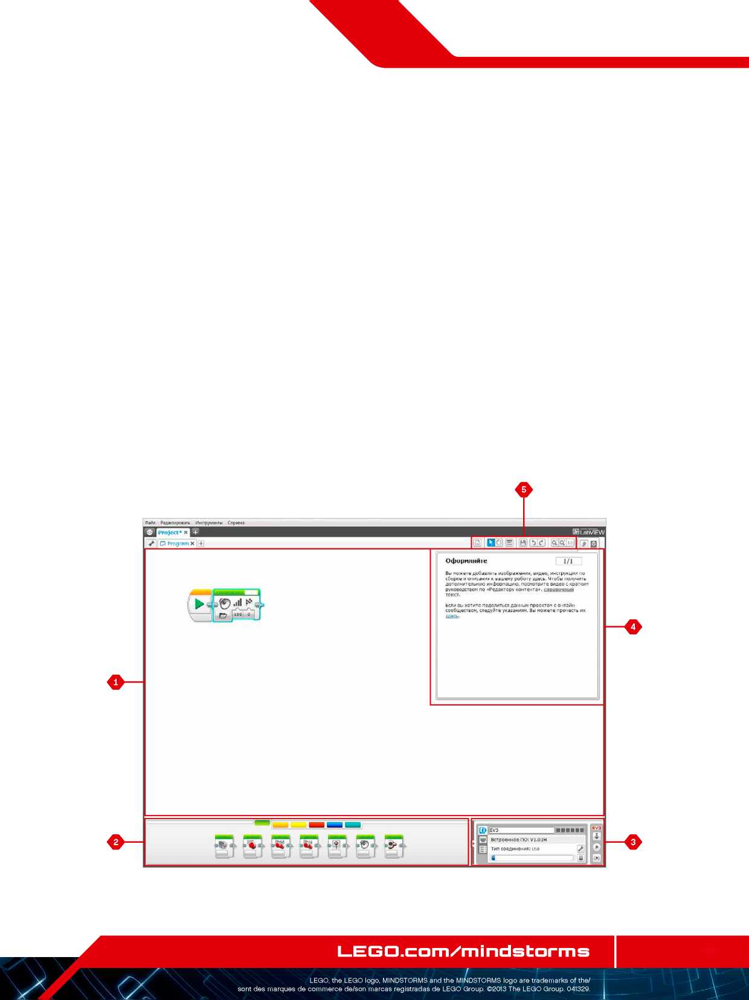 5
Файл Редактировать Инструменты Справка
Project* × +
LabVIEW
Program × +
1:1
Оформляйте
1/1
Вы можете добавлять изображения, видео, инструкции по
сборке и описания к вашему роботу здесь. Чтобы получить
дополнительную информацию, посмотрите видео с кратким
руководством по «Редактору контента», справочный
текст.
Если вы хотите поделиться данным проектом с онлайн-
сообществом, следуйте указаниям. Вы можете прочесть их
здесь.
100 0
4
1
2
EV3
EV3
Встроенное ПО: V1.01H
Тип соединения: USB
3
LEGO.com/mindstorms
LEGO, the LEGO logo, MINDSTORMS and the MINDSTORMS logo are trademarks of the/
sont des marques de commerce de/son marcas registradas de LEGO Group. ©2013 The LEGO Group. 041329.